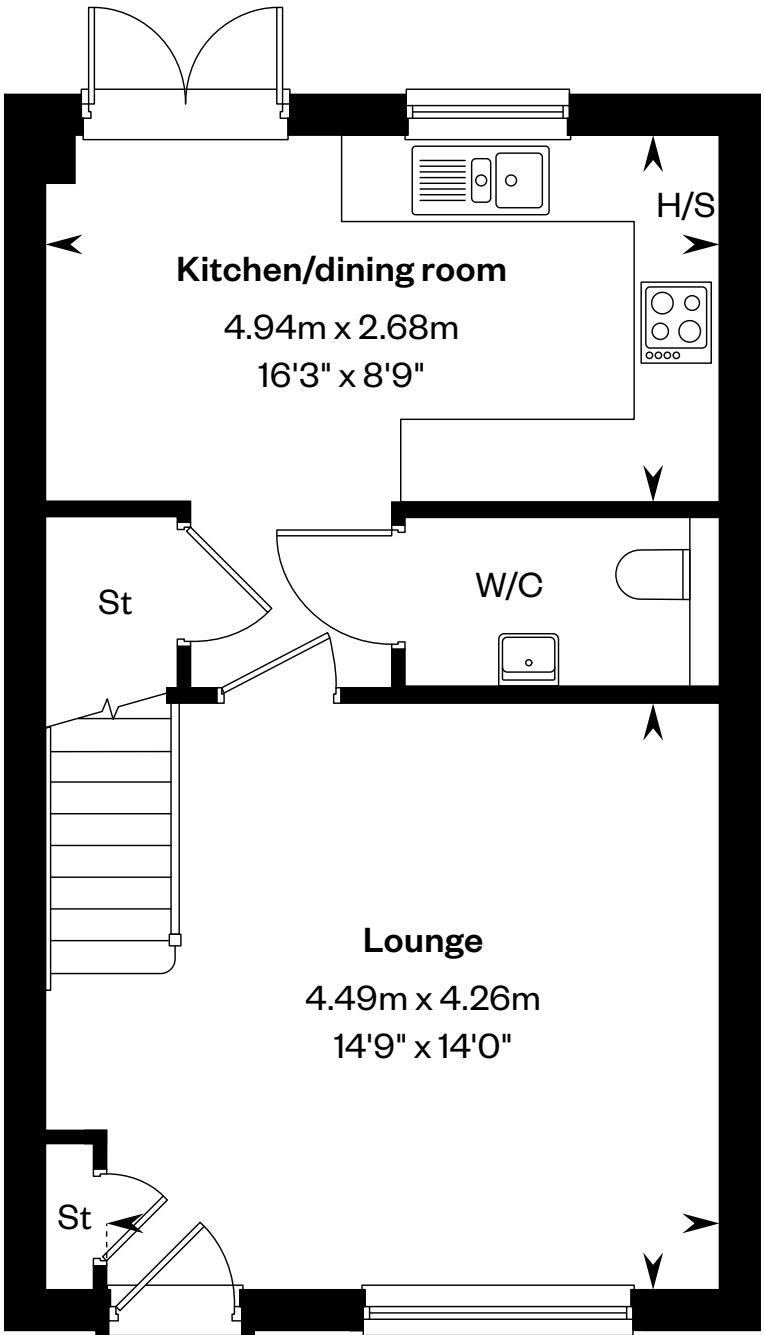 H/S
Kitchen/dining room
4.94m x 2.68m
16'3" x 8'9"
St
W/C
Lounge
4.49m x 4.26m
14'9" x 14'0"
St